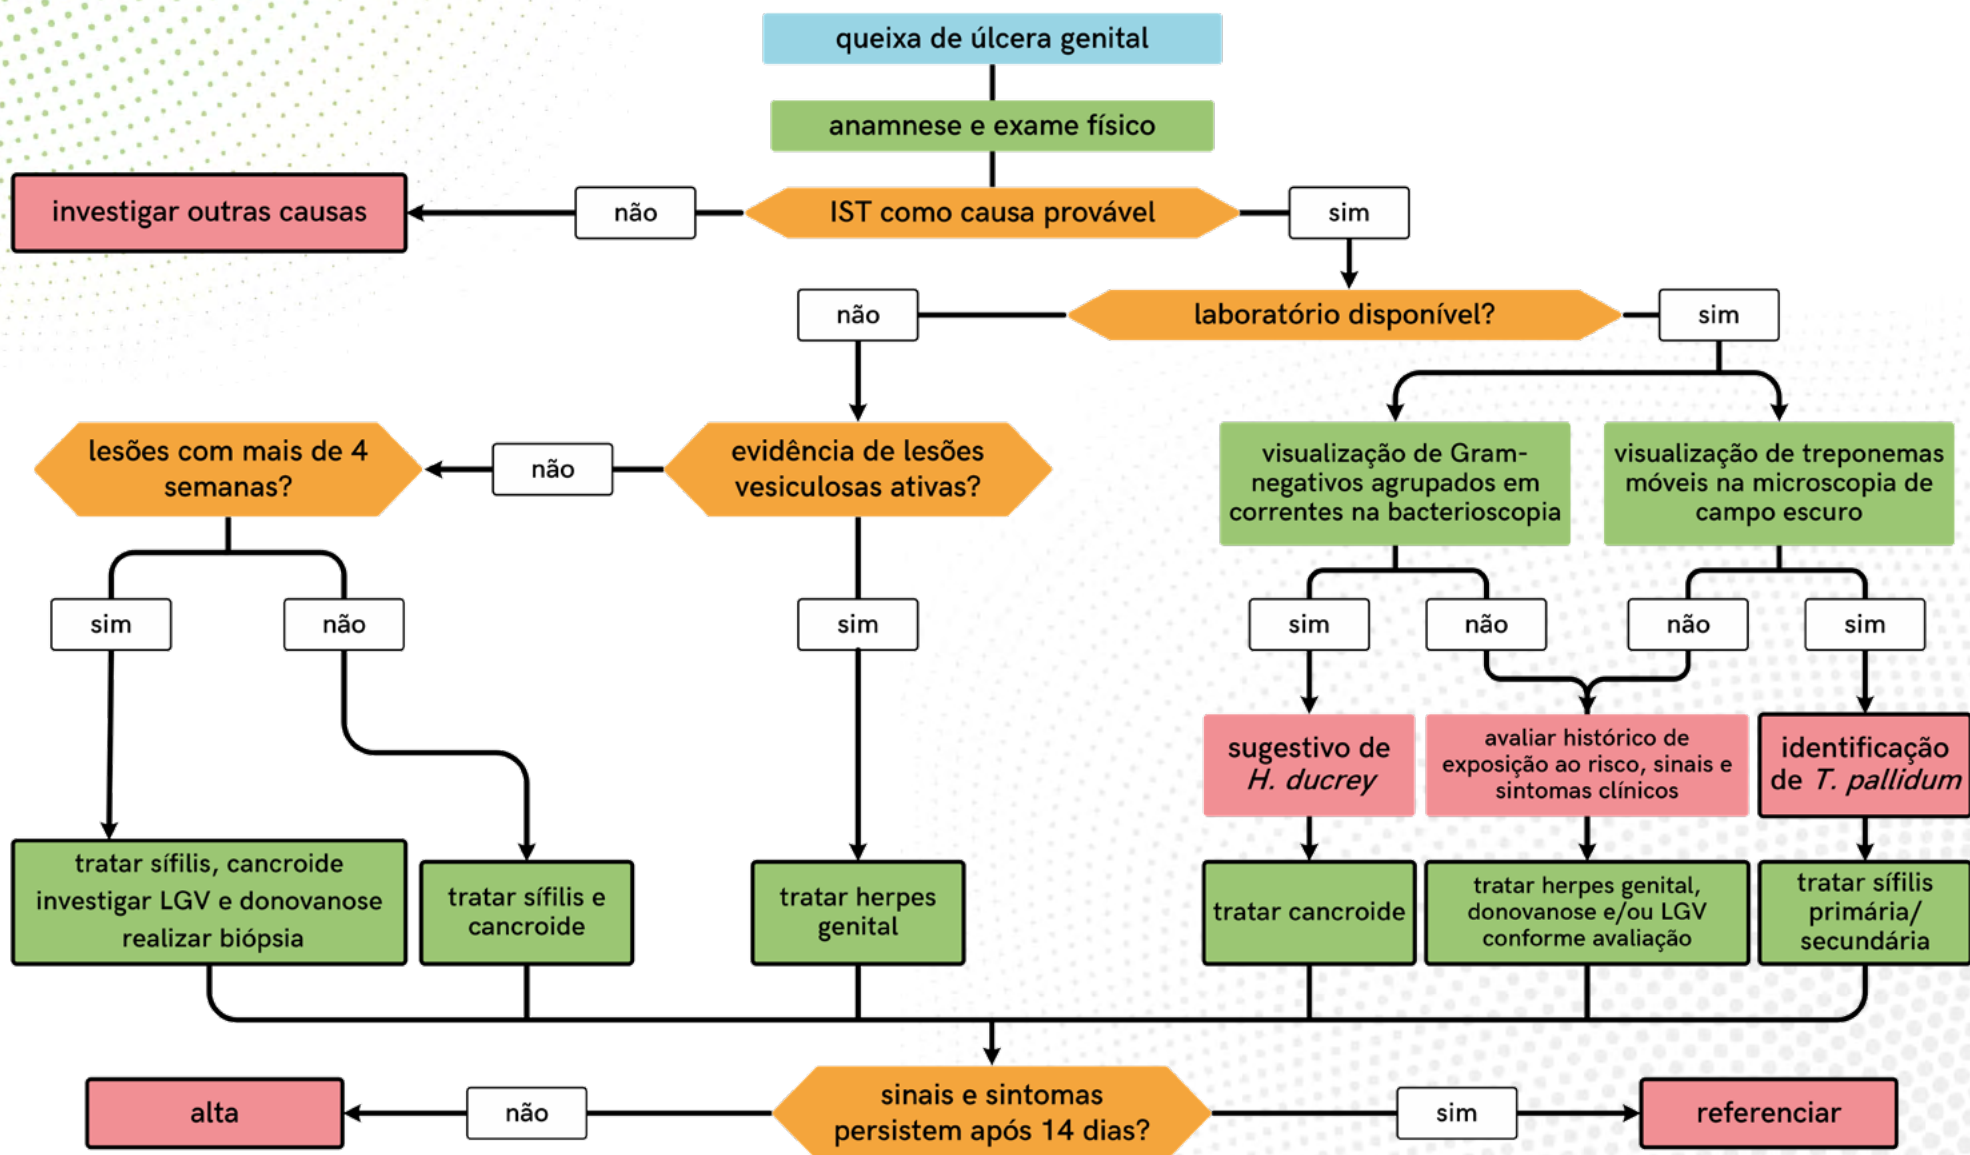 queixa de úlcera genital
anamnese e exame físico
investigar outras causas
não
IST como causa provável
sim
não
laboratório disponível?
sim
lesões com mais de 4
semanas?
não
evidência de lesões
vesiculosas ativas?
visualização de Gram-
negativos agrupados em
correntes na bacterioscopia
visualização de treponemas
móveis na microscopia de
campo escuro
sim
não
sim
sim
não
não
sim
sugestivo de
H. ducrey
avaliar histórico de
exposição ao risco, sinais e
sintomas clínicos
identificação
de T. pallidum
tratar sífilis, cancroide
investigar LGV e donovanose
realizar biópsia
tratar sífilis e
cancroide
tratar herpes
genital
tratar cancroide
tratar herpes genital,
donovanose e/ou LGV
conforme avaliação
tratar sífilis
primária/
secundária
alta
não
sinais e sintomas
persistem após 14 dias?
sim
referenciar